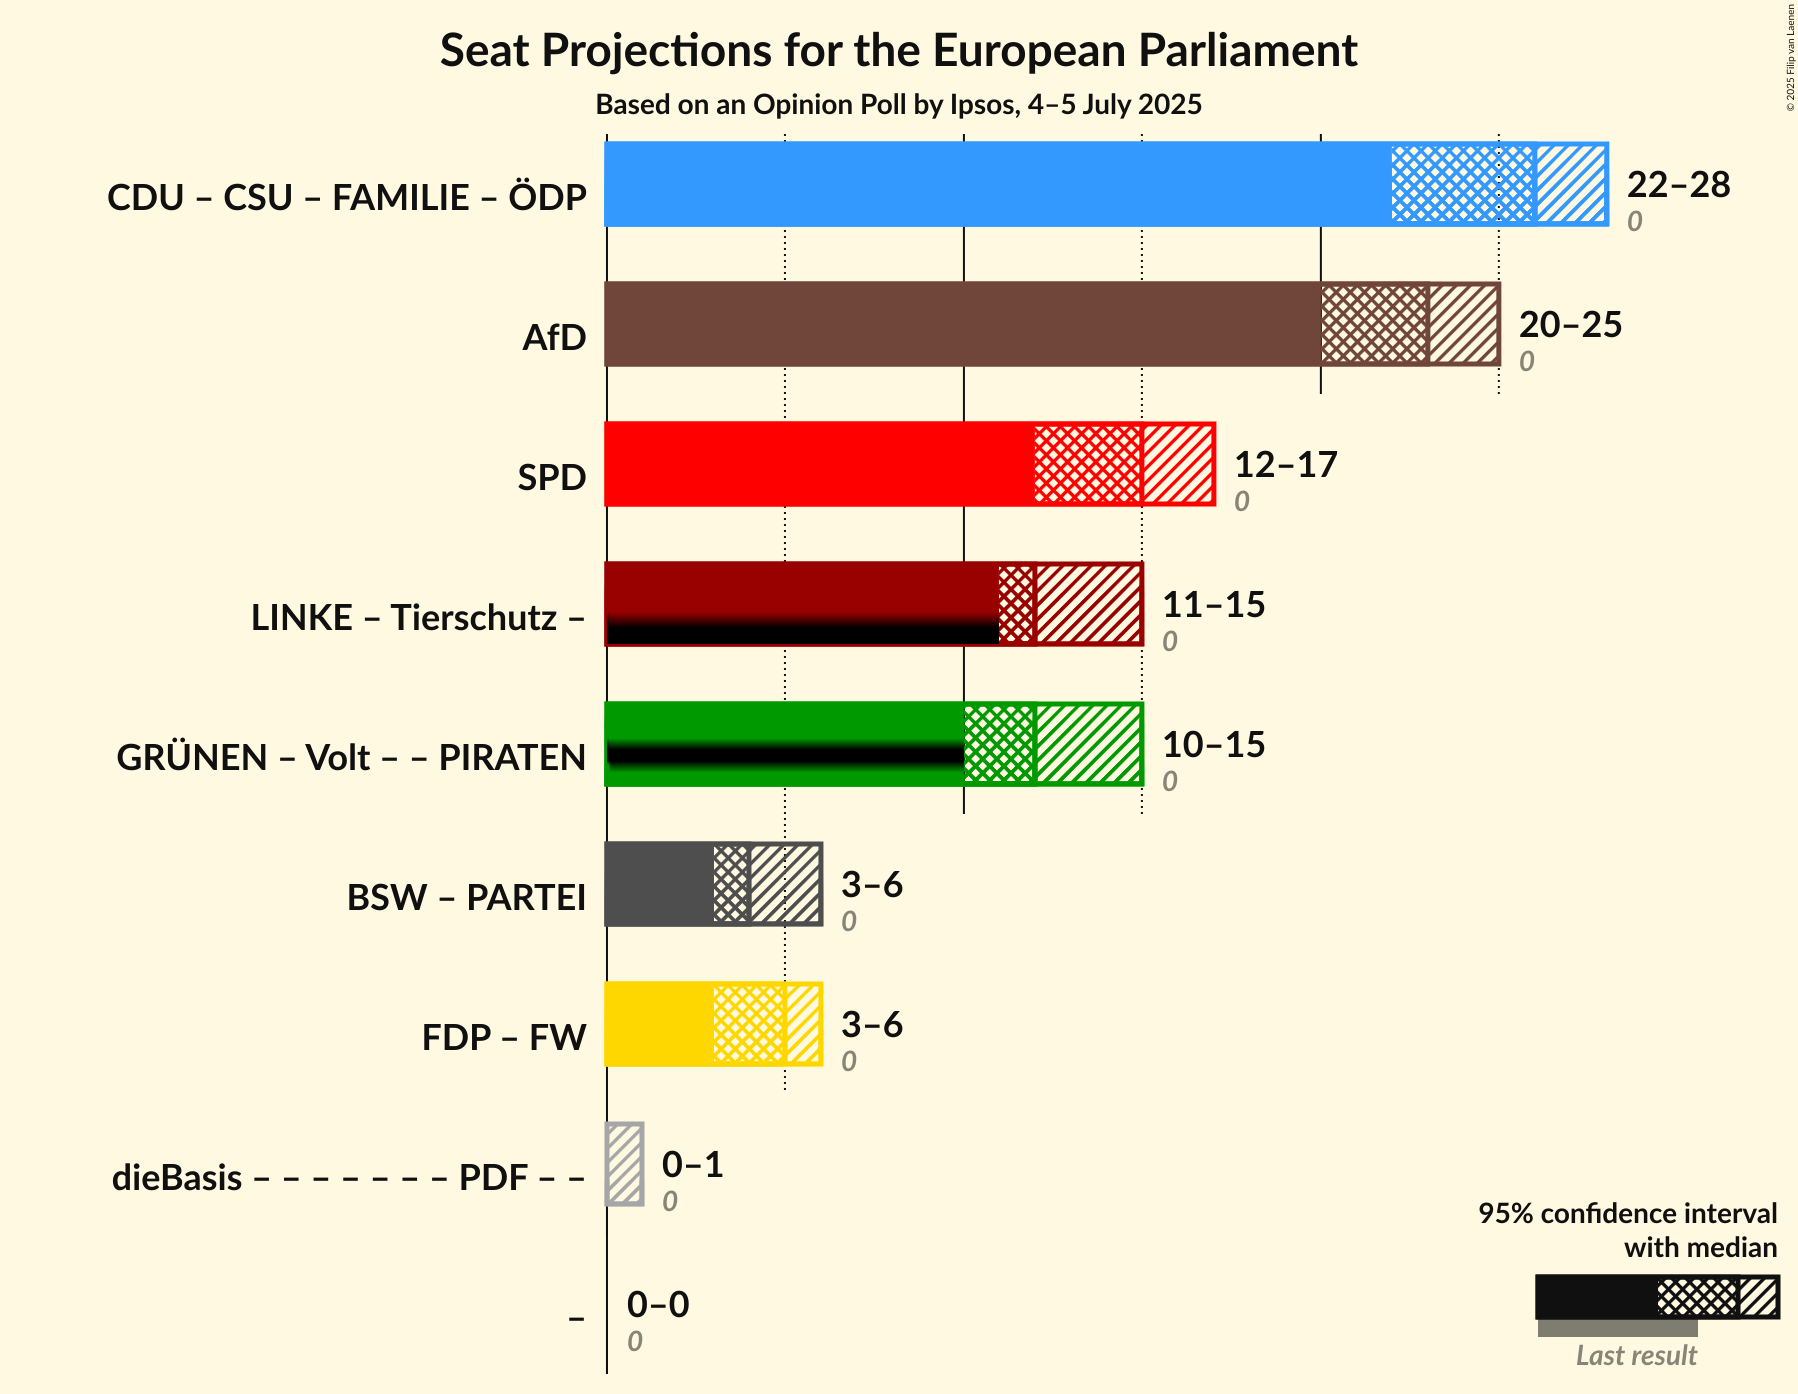 Seat Projections for the European Parliament
Based on an Opinion Poll by Ipsos, 4–5 July 2025
© 2025 Filip van Laenen
CDU – CSU – FAMILIE – ÖDP
22–28
0
AfD
20–25
0
SPD
12–17
0
LINKE – Tierschutz –
11–15
0
GRÜNEN – Volt – – PIRATEN
10–15
0
BSW – PARTEI
3–6
0
FDP – FW
3–6
0
dieBasis – – – – – – – PDF – –
0–1
0
–
0–0
0
95% confidence interval
with median
Last result